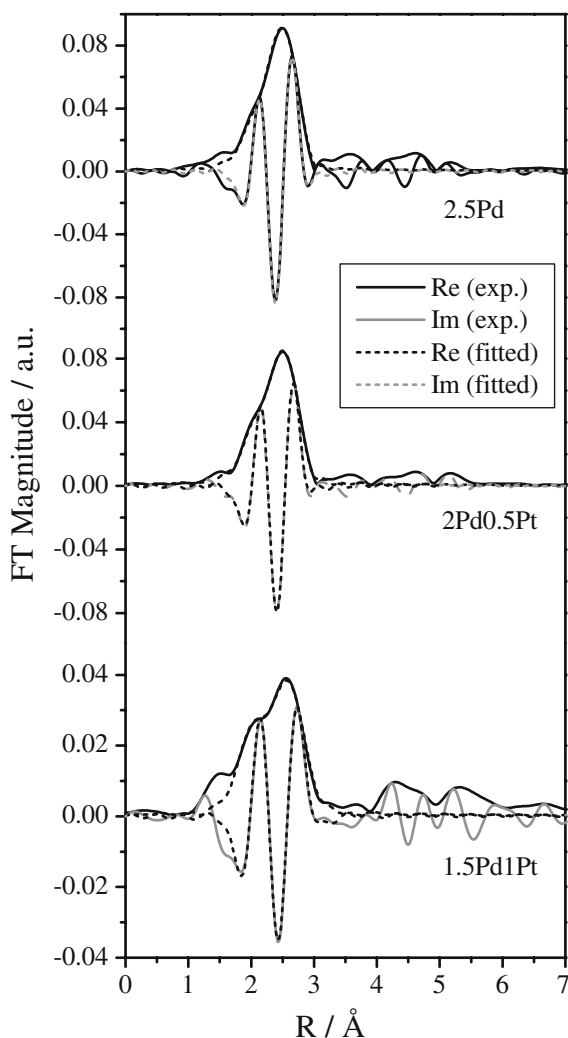 FT Magnitude / a.u.
0.08
0.04
0.00
-0.04
-0.08
2.5Pd
Re (exp.)
Im (exp.)
Re (fitted)
Im (fitted)
0.08
0.04
0.00
-0.04
-0.08
2Pd0.5Pt
0.04
0.02
0.00
-0.02
-0.04
1.5Pd1Pt
0 1 2 3 4 5 6 7
R / Å